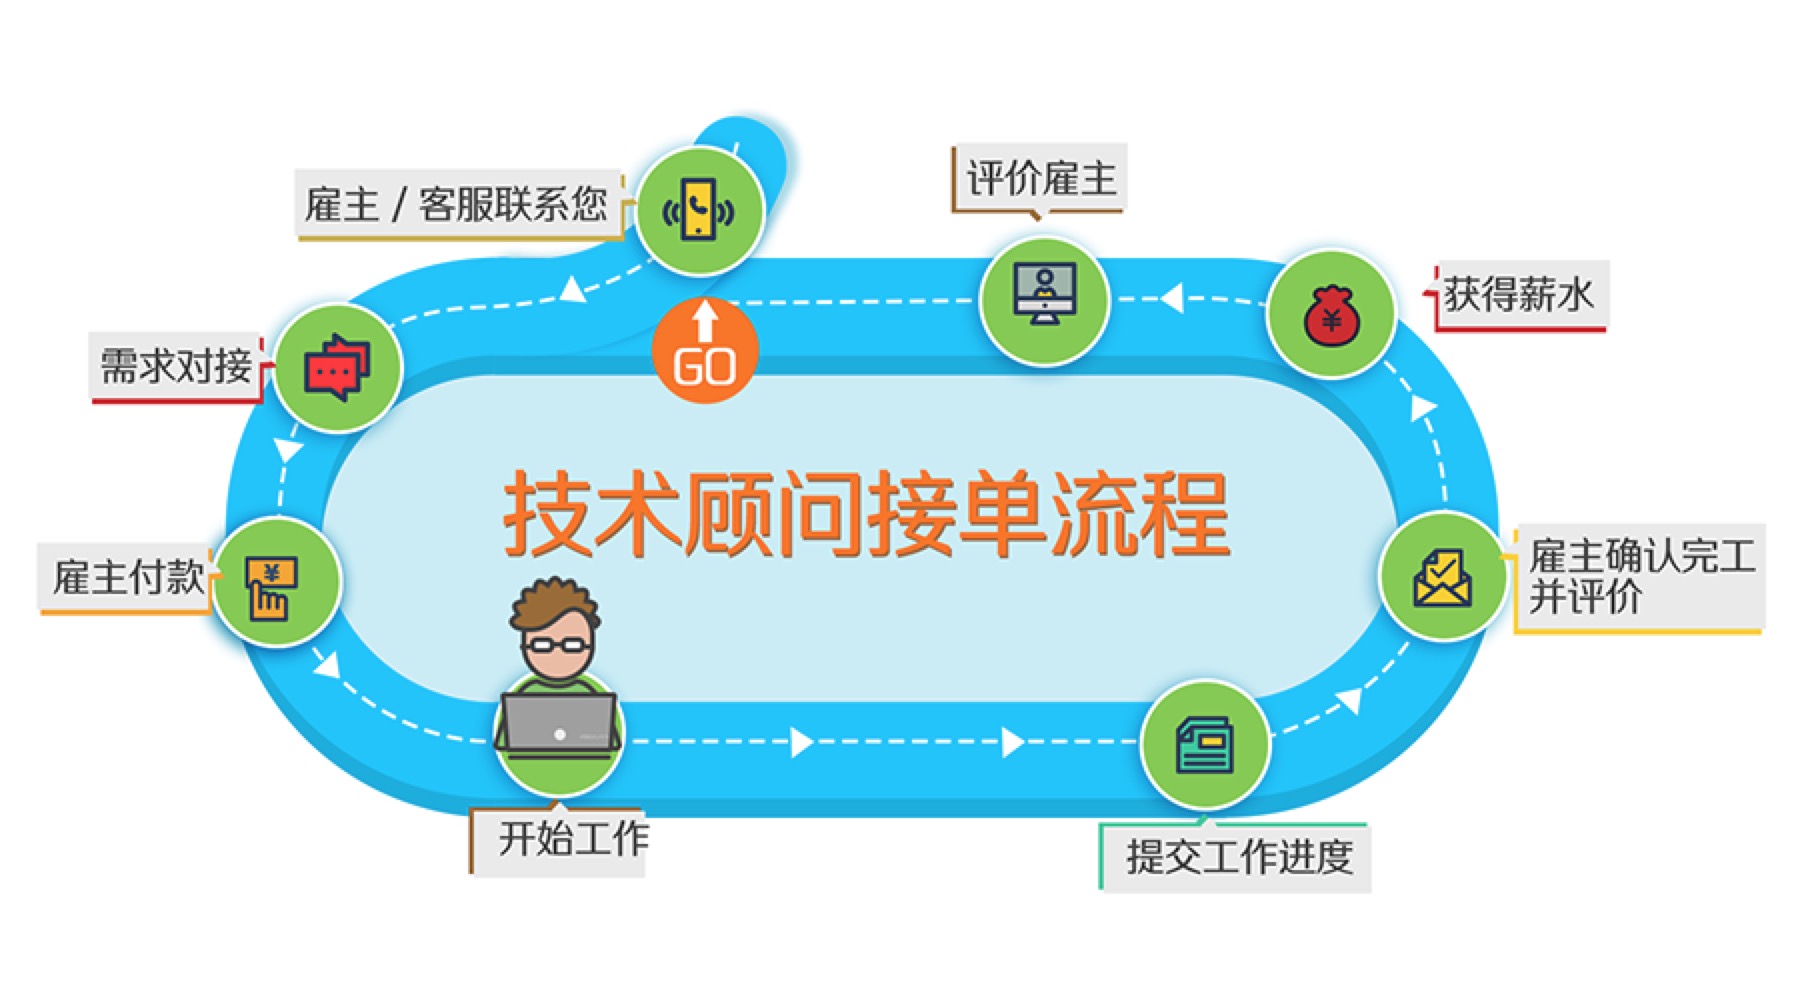 雇主 / 客服联系您
评价雇主
获得薪水
需求对接
GO
技术顾问接单流程
雇主付款
¥
¥
雇主确认完工
并评价
开始工作
提交工作进度